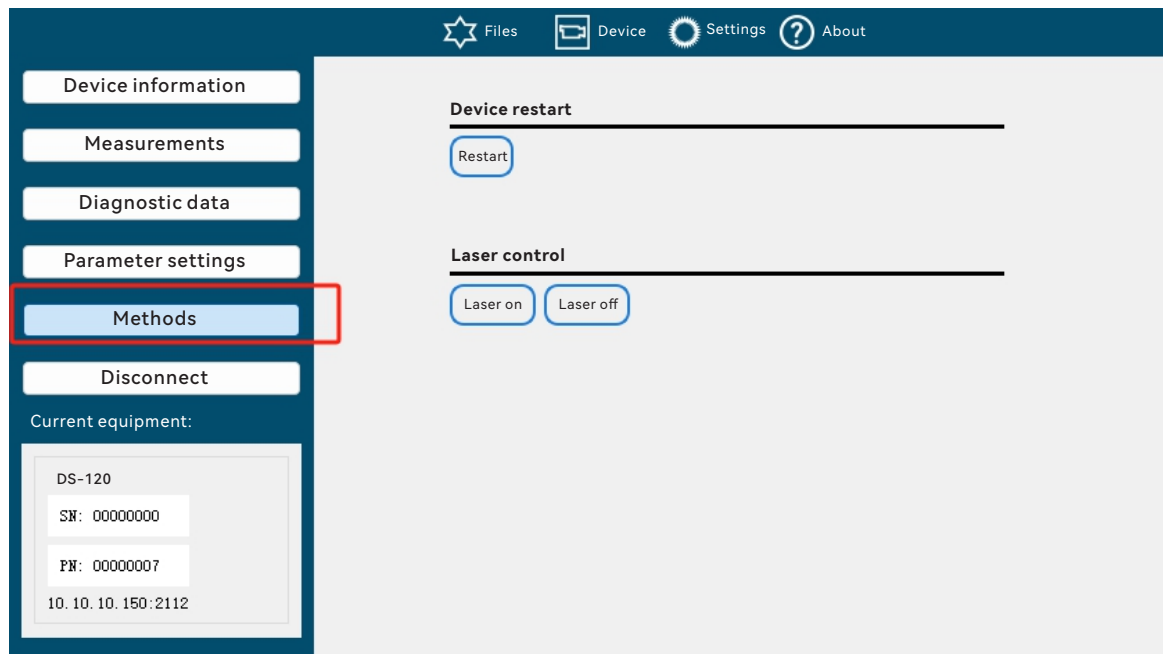 Files Device Settings ? About
Device information
Measurements
Diagnostic data
Parameter settings
Methods
Disconnect
Current equipment:
DS-120
SN: 00000000
PN: 00000007
10.10.10.150:2112
Device restart
Restart
Laser control
Laser on Laser off